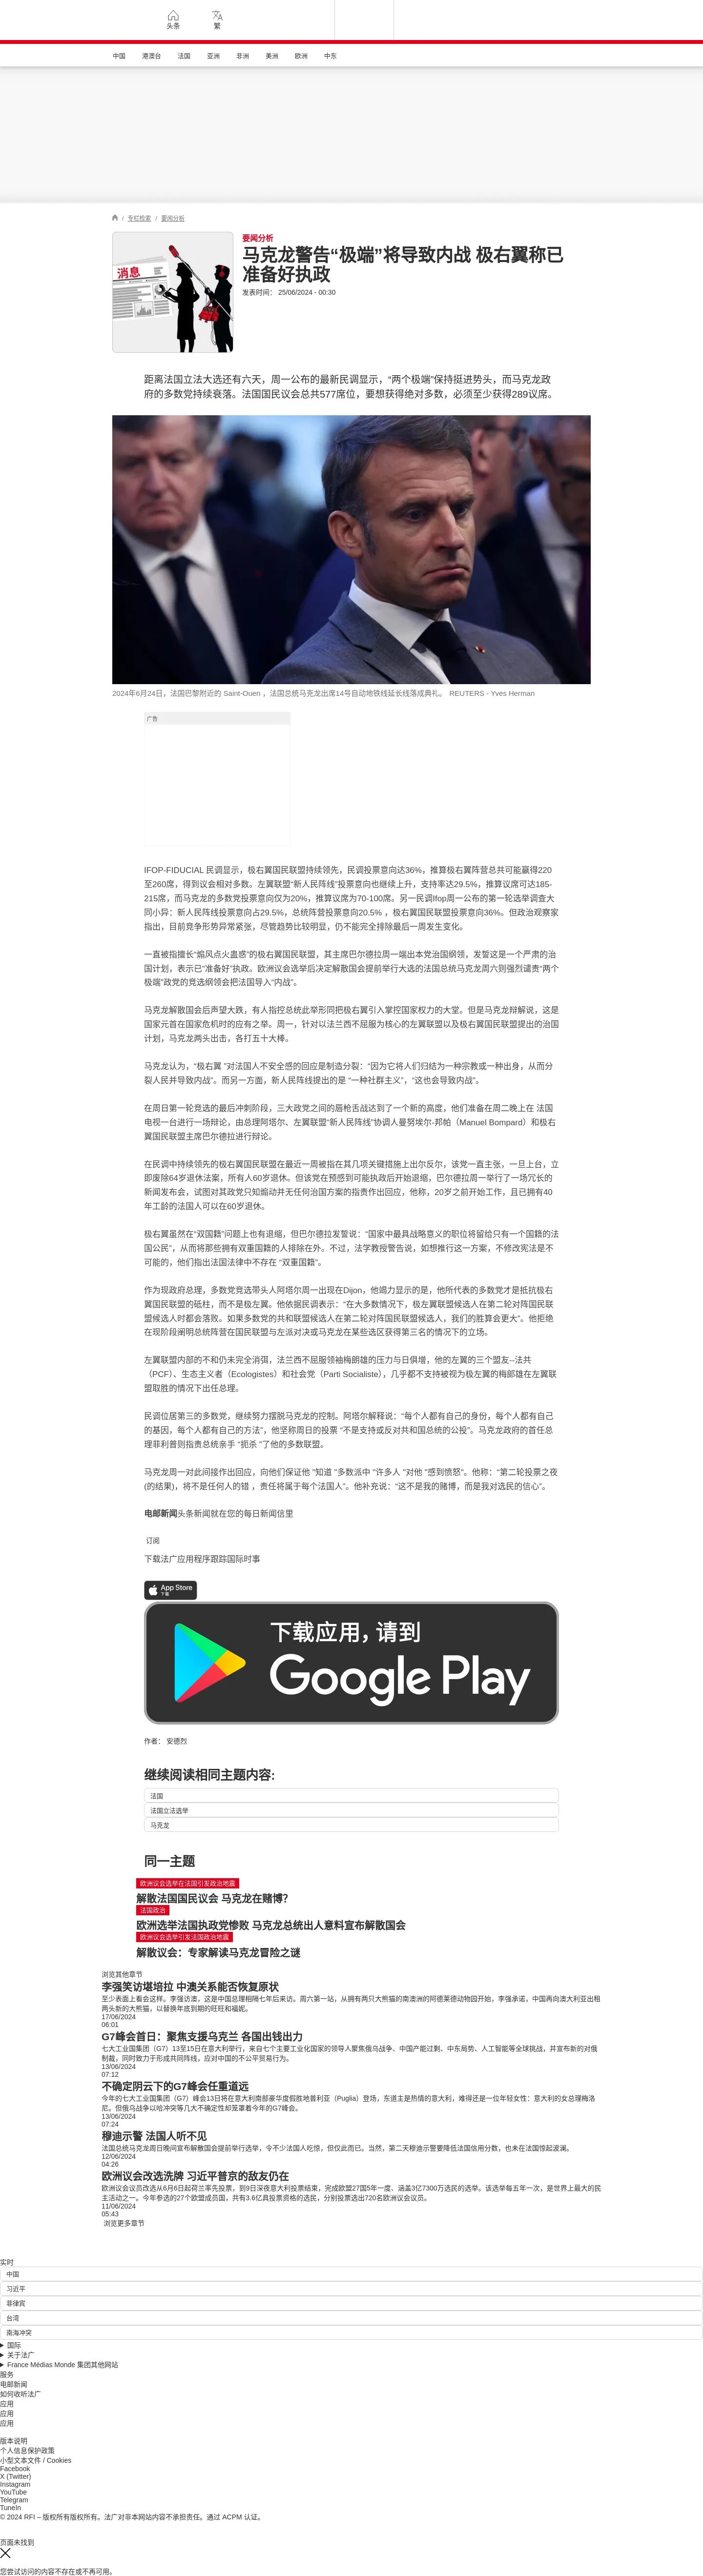 头条
繁
中国 港澳台 法国 亚洲 非洲 美洲 欧洲 中东
/ 专栏检索 / 要闻分析
消息
要闻分析
马克龙警告“极端”将导致内战 极右翼称已
准备好执政
发表时间： 25/06/2024 - 00:30
距离法国立法大选还有六天，周一公布的最新民调显示，“两个极端”保持挺进势头，而马克龙政
府的多数党持续衰落。法国国民议会总共577席位，要想获得绝对多数，必须至少获得289议席。
2024年6月24日，法国巴黎附近的 Saint-Ouen ，法国总统马克龙出席14号自动地铁线延长线落成典礼。 REUTERS - Yves Herman
广告
IFOP-FIDUCIAL 民调显示，极右翼国民联盟持续领先，民调投票意向达36%，推算极右翼阵营总共可能赢得220
至260席，得到议会相对多数。左翼联盟“新人民阵线”投票意向也继续上升，支持率达29.5%，推算议席可达185-
215席，而马克龙的多数党投票意向仅为20%，推算议席为70-100席。另一民调Ifop周一公布的第一轮选举调查大
同小异：新人民阵线投票意向占29.5%，总统阵营投票意向20.5% ，极右翼国民联盟投票意向36%。但政治观察家
指出，目前竞争形势异常紧张，尽管趋势比较明显，仍不能完全排除最后一周发生变化。
一直被指擅长“煽风点火蛊惑”的极右翼国民联盟，其主席巴尔德拉周一端出本党治国纲领，发誓这是一个严肃的治
国计划，表示已“准备好”执政。欧洲议会选举后决定解散国会提前举行大选的法国总统马克龙周六则强烈谴责“两个
极端”政党的竞选纲领会把法国导入“内战”。
马克龙解散国会后声望大跌，有人指控总统此举形同把极右翼引入掌控国家权力的大堂。但是马克龙辩解说，这是
国家元首在国家危机时的应有之举。周一，针对以法兰西不屈服为核心的左翼联盟以及极右翼国民联盟提出的治国
计划，马克龙两头出击，各打五十大棒。
马克龙认为，“极右翼 ”对法国人不安全感的回应是制造分裂：“因为它将人们归结为一种宗教或一种出身，从而分
裂人民并导致内战”。而另一方面，新人民阵线提出的是 “一种社群主义”，“这也会导致内战”。
在周日第一轮竞选的最后冲刺阶段，三大政党之间的唇枪舌战达到了一个新的高度，他们准备在周二晚上在 法国
电视一台进行一场辩论，由总理阿塔尔、左翼联盟“新人民阵线”协调人曼努埃尔-邦帕（Manuel Bompard）和极右
翼国民联盟主席巴尔德拉进行辩论。
在民调中持续领先的极右翼国民联盟在最近一周被指在其几项关键措施上出尔反尔，该党一直主张，一旦上台，立
即废除64岁退休法案，所有人60岁退休。但该党在预感到可能执政后开始退缩，巴尔德拉周一举行了一场冗长的
新闻发布会，试图对其政党只知煽动并无任何治国方案的指责作出回应，他称，20岁之前开始工作，且已拥有40
年工龄的法国人可以在60岁退休。
极右翼虽然在“双国籍”问题上也有退缩，但巴尔德拉发誓说：“国家中最具战略意义的职位将留给只有一个国籍的法
国公民”，从而将那些拥有双重国籍的人排除在外。不过，法学教授警告说，如想推行这一方案，不修改宪法是不
可能的，他们指出法国法律中不存在 “双重国籍”。
作为现政府总理，多数党竞选带头人阿塔尔周一出现在Dijon，他竭力显示的是，他所代表的多数党才是抵抗极右
翼国民联盟的砥柱，而不是极左翼。他依据民调表示：“在大多数情况下，极左翼联盟候选人在第二轮对阵国民联
盟候选人时都会落败。如果多数党的共和联盟候选人在第二轮对阵国民联盟候选人，我们的胜算会更大”。他拒绝
在现阶段阐明总统阵营在国民联盟与左派对决或马克龙在某些选区获得第三名的情况下的立场。
左翼联盟内部的不和仍未完全消弭，法兰西不屈服领袖梅朗雄的压力与日俱增，他的左翼的三个盟友--法共
（PCF）、生态主义者（Ecologistes）和社会党（Parti Socialiste），几乎都不支持被视为极左翼的梅郎雄在左翼联
盟取胜的情况下出任总理。
民调位居第三的多数党，继续努力摆脱马克龙的控制。阿塔尔解释说：“每个人都有自己的身份，每个人都有自己
的基因，每个人都有自己的方法”，他坚称周日的投票 “不是支持或反对共和国总统的公投”。马克龙政府的首任总
理菲利普则指责总统亲手 “扼杀 ”了他的多数联盟。
马克龙周一对此间接作出回应，向他们保证他 “知道 ”多数派中 “许多人 ”对他 “感到愤怒”。他称：“第二轮投票之夜
(的结果)，将不是任何人的错 ，责任将属于每个法国人”。他补充说：“这不是我的赌博，而是我对选民的信心”。
电邮新闻头条新闻就在您的每日新闻信里
订阅
下载法广应用程序跟踪国际时事
App Store
下载
下载应用，请到
Google Play
作者： 安德烈
继续阅读相同主题内容:
法国
法国立法选举
马克龙
同一主题
欧洲议会选举在法国引发政治地震
解散法国国民议会 马克龙在赌博?
法国政治
欧洲选举法国执政党惨败 马克龙总统出人意料宣布解散国会
欧洲议会选举引发法国政治地震
解散议会：专家解读马克龙冒险之谜
浏览其他章节
李强笑访堪培拉 中澳关系能否恢复原状
至少表面上看会这样。李强访澳，这是中国总理相隔七年后来访。周六第一站，从拥有两只大熊猫的南澳洲的阿德莱德动物园开始，李强承诺，中国再向澳大利亚出租
两头新的大熊猫，以替换年底到期的旺旺和福妮。
17/06/2024
06:01
G7峰会首日：聚焦支援乌克兰 各国出钱出力
七大工业国集团（G7）13至15日在意大利举行，来自七个主要工业化国家的领导人聚焦俄乌战争、中国产能过剩、中东局势、人工智能等全球挑战，并宣布新的对俄
制裁，同时致力于形成共同阵线，应对中国的不公平贸易行为。
13/06/2024
07:12
不确定阴云下的G7峰会任重道远
今年的七大工业国集团（G7）峰会13日将在意大利南部豪华度假胜地普利亚（Puglia）登场，东道主是热情的意大利，难得还是一位年轻女性：意大利的女总理梅洛
尼。但俄乌战争以哈冲突等几大不确定性却笼罩着今年的G7峰会。
13/06/2024
07:24
穆迪示警 法国人听不见
法国总统马克龙周日晚间宣布解散国会提前举行选举，令不少法国人吃惊，但仅此而已。当然，第二天穆迪示警要降低法国信用分数，也未在法国惊起波澜。
12/06/2024
04:26
欧洲议会改选洗牌 习近平普京的敌友仍在
欧洲议会议员改选从6月6日起荷兰率先投票，到9日深夜意大利投票结束，完成欧盟27国5年一度、涵盖3亿7300万选民的选举。该选举每五年一次，是世界上最大的民
主活动之一。今年参选的27个欧盟成员国，共有3.6亿具投票资格的选民，分别投票选出720名欧洲议会议员。
11/06/2024
05:43
浏览更多章节
实时
中国
习近平
菲律宾
台湾
南海冲突
国际
关于法广
France Médias Monde 集团其他网站
服务
电邮新闻
如何收听法广
应用
应用
应用
版本说明
个人信息保护政策
小型文本文件 / Cookies
Facebook
X (Twitter)
Instagram
YouTube
Telegram
TuneIn
© 2024 RFI – 版权所有版权所有。法广对非本网站内容不承担责任。通过 ACPM 认证。
页面未找到
您尝试访问的内容不存在或不再可用。